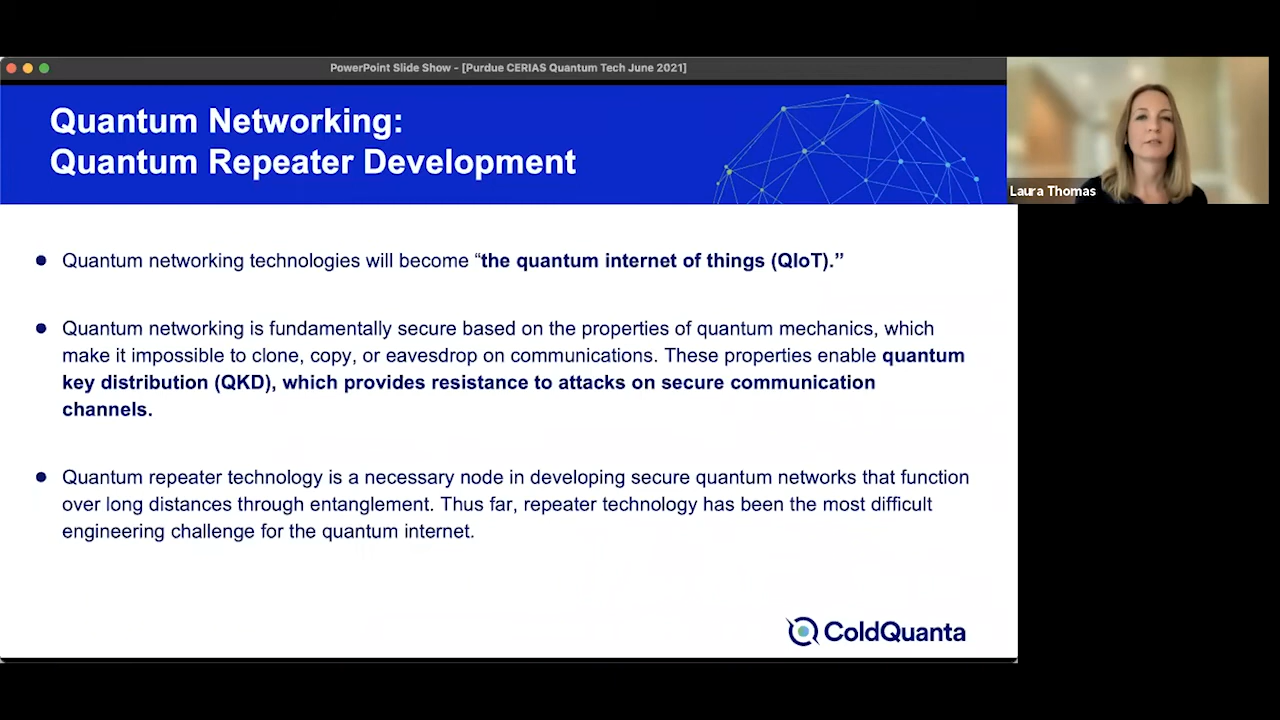 PowerPoint Slide Show - [Purdue CERIAS Quantum Tech June 2021]
Quantum Networking:
Quantum Repeater Development
Laura Thomas
● Quantum networking technologies will become “the quantum internet of things (QIoT).”
● Quantum networking is fundamentally secure based on the properties of quantum mechanics, which
make it impossible to clone, copy, or eavesdrop on communications. These properties enable quantum
key distribution (QKD), which provides resistance to attacks on secure communication
channels.
● Quantum repeater technology is a necessary node in developing secure quantum networks that function
over long distances through entanglement. Thus far, repeater technology has been the most difficult
engineering challenge for the quantum internet.
ColdQuanta